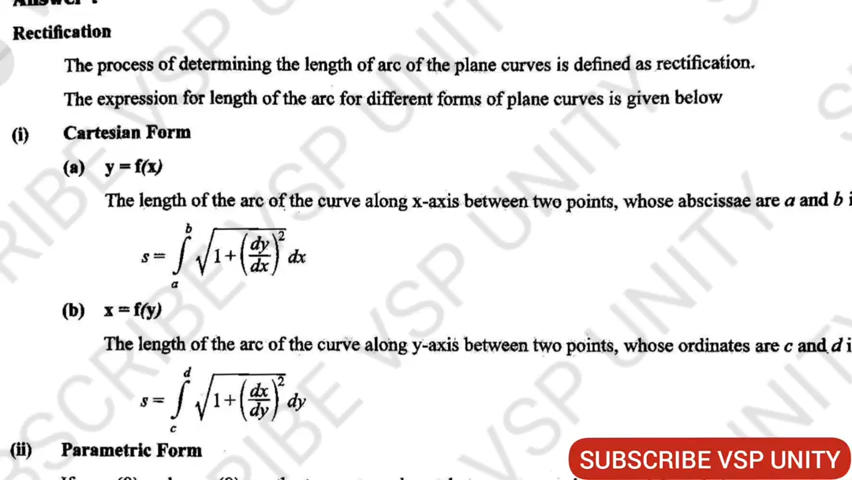 Answer :
Rectification
The process of determining the length of arc of the plane curves is defined as rectification.
The expression for length of the arc for different forms of plane curves is given below
(i) Cartesian Form
(a) y = f(x)
The length of the arc of the curve along x-axis between two points, whose abscissae are a and b i
s = ∫_a^b √(1 + (dy/dx)^2) dx
(b) x = f(y)
The length of the arc of the curve along y-axis between two points, whose ordinates are c and d i
s = ∫_c^d √(1 + (dx/dy)^2) dy
(ii) Parametric Form
SUBSCRIBE VSP UNITY